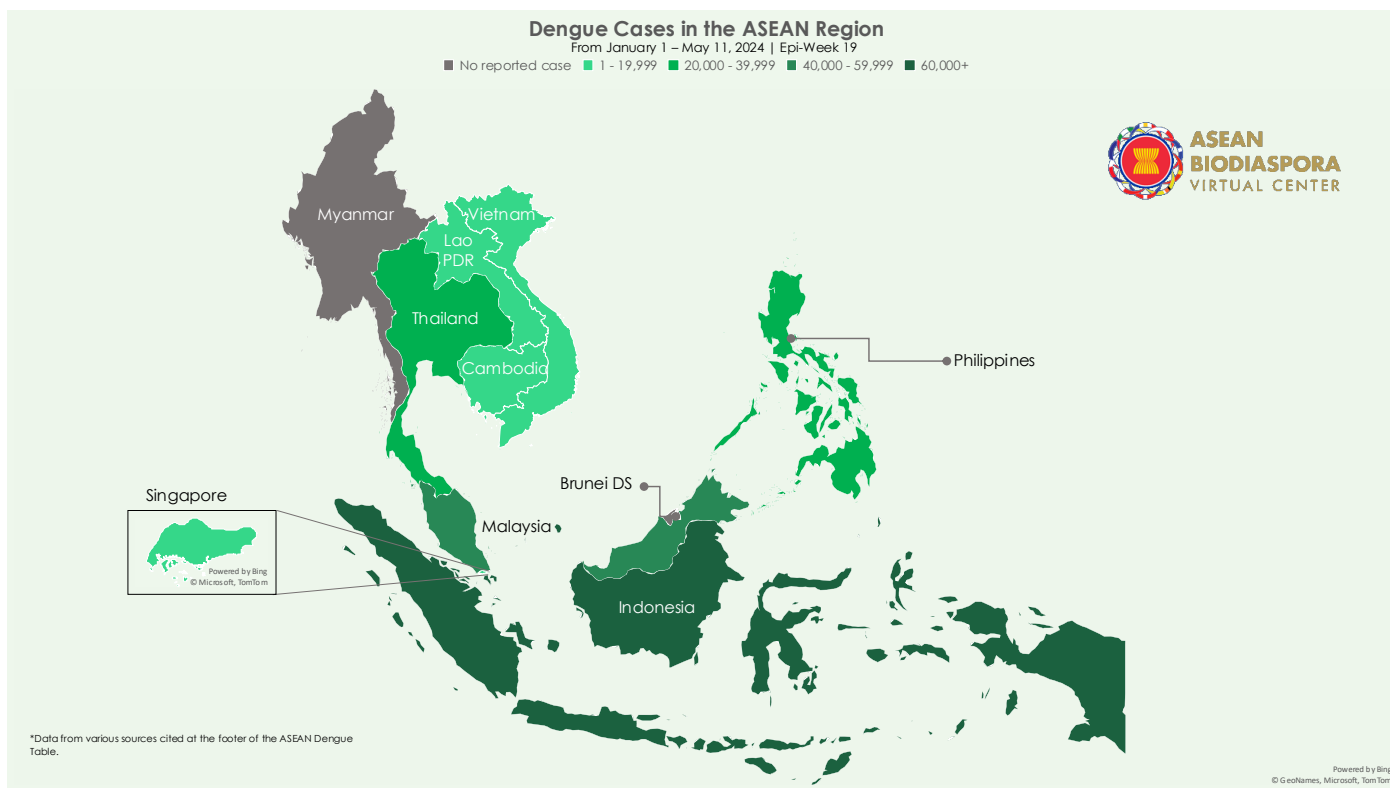 Dengue Cases in the ASEAN Region
From January 1 – May 11, 2024 | Epi-Week 19
No reported case 1 - 19,999 20,000 - 39,999 40,000 - 59,999 60,000+
ASEAN
BIODIASPORA
VIRTUAL CENTER
Myanmar
Vietnam
Lao
PDR
Thailand
Cambodia
Philippines
Brunei DS
Singapore
Malaysia
Powered by Bing
© Microsoft, TomTom
Indonesia
*Data from various sources cited at the footer of the ASEAN Dengue
Table.
Powered by Bing
© GeoNames, Microsoft, TomTom